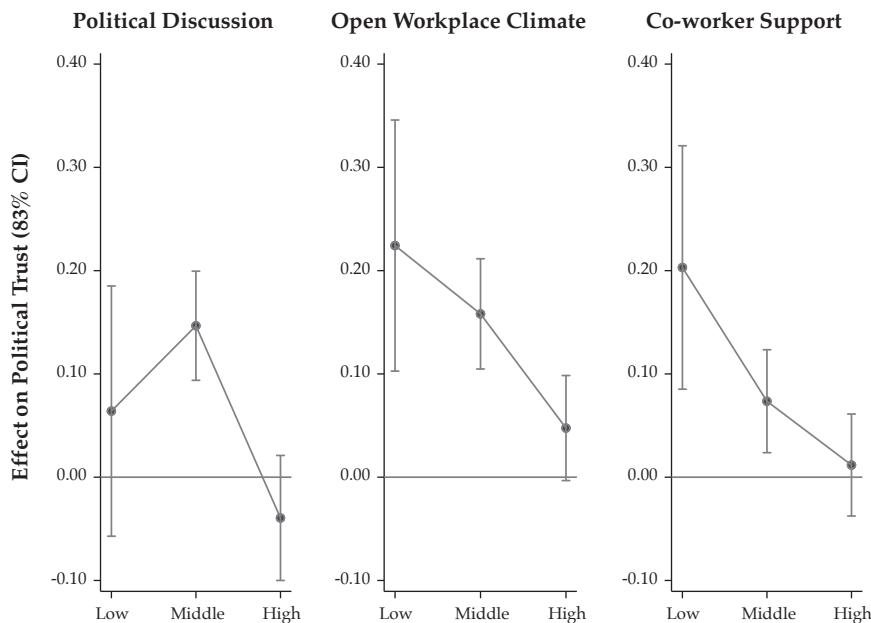 Political Discussion
Open Workplace Climate
Co-worker Support
Effect on Political Trust (83% CI)
0.40
0.30
0.20
0.10
0.00
-0.10
Low Middle High
0.40
0.30
0.20
0.10
0.00
-0.10
Low Middle High
0.40
0.30
0.20
0.10
0.00
-0.10
Low Middle High